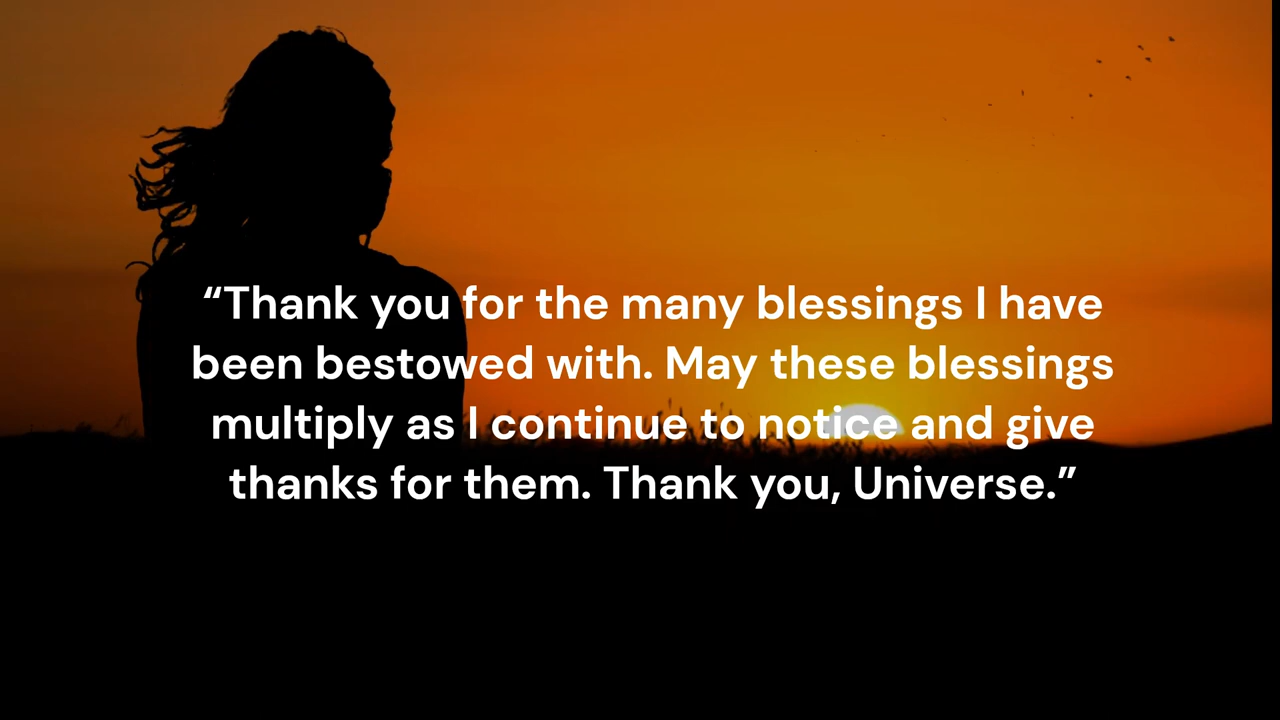 “Thank you for the many blessings I have
been bestowed with. May these blessings
multiply as I continue to notice and give
thanks for them. Thank you, Universe.”